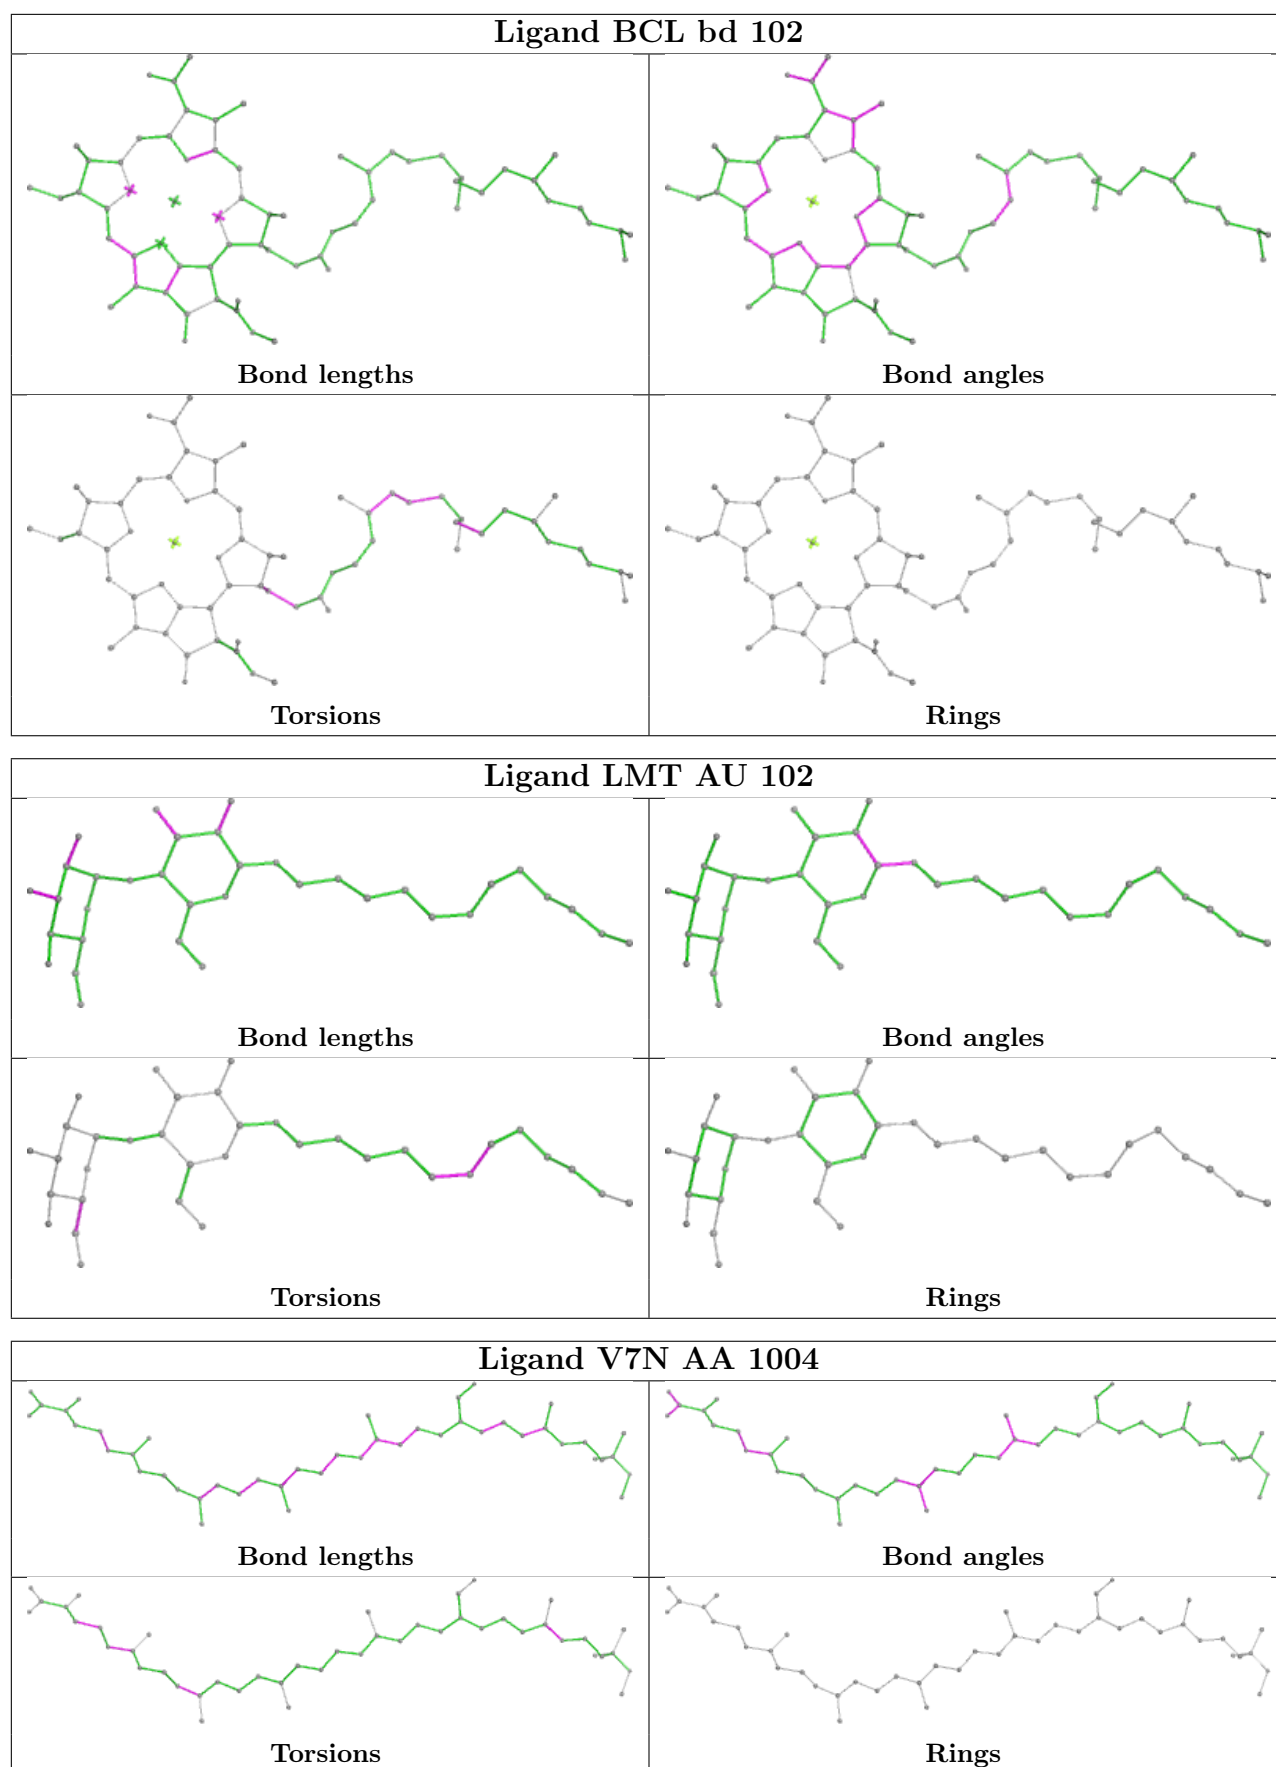 Ligand BCL bd 102
Bond lengths
Bond angles
Torsions
Rings
Ligand LMT AU 102
Bond lengths
Bond angles
Torsions
Rings
Ligand V7N AA 1004
Bond lengths
Bond angles
Torsions
Rings